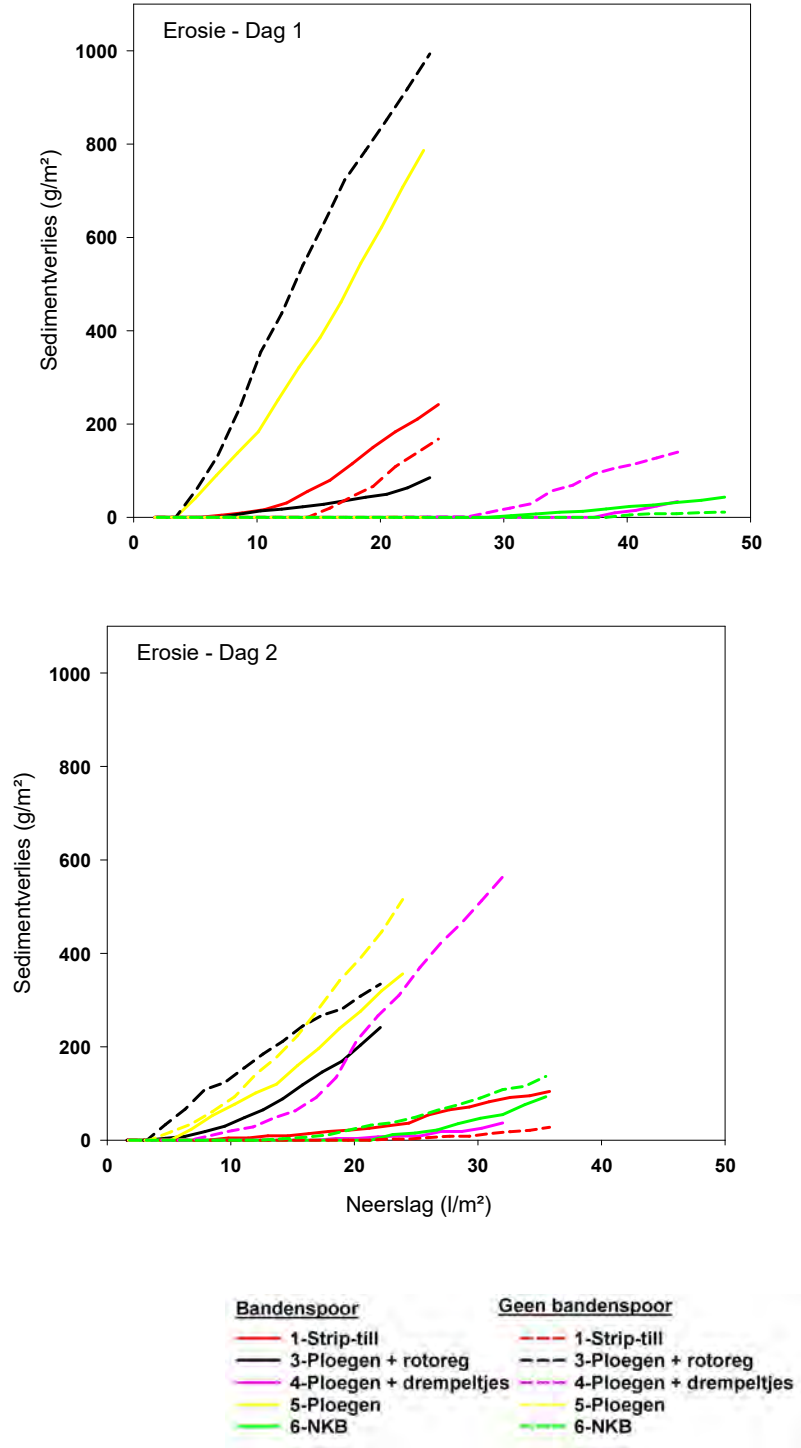 Erosie - Dag 1
1000
800
600
400
200
0
Sedimentverlies (g/m²)
0 10 20 30 40 50
Erosie - Dag 2
1000
800
600
400
200
0
Sedimentverlies (g/m²)
0 10 20 30 40 50
Neerslag (l/m²)
Bandenspoor
1-Strip-till
3-Ploegen + rotoreg
4-Ploegen + drempeltjes
5-Ploegen
6-NKB
Geen bandenspoor
1-Strip-till
3-Ploegen + rotoreg
4-Ploegen + drempeltjes
5-Ploegen
6-NKB